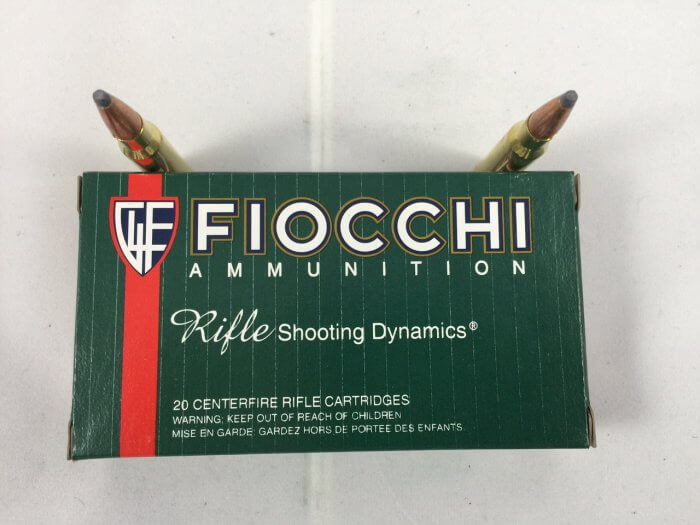 GFL FIOCCHI
AMMUNITION
Rifle Shooting Dynamics®
20 CENTERFIRE RIFLE CARTRIDGES
WARNING: KEEP OUT OF REACH OF CHILDREN
MISE EN GARDE: GARDEZ HORS DE PORTEE DES ENFANTS